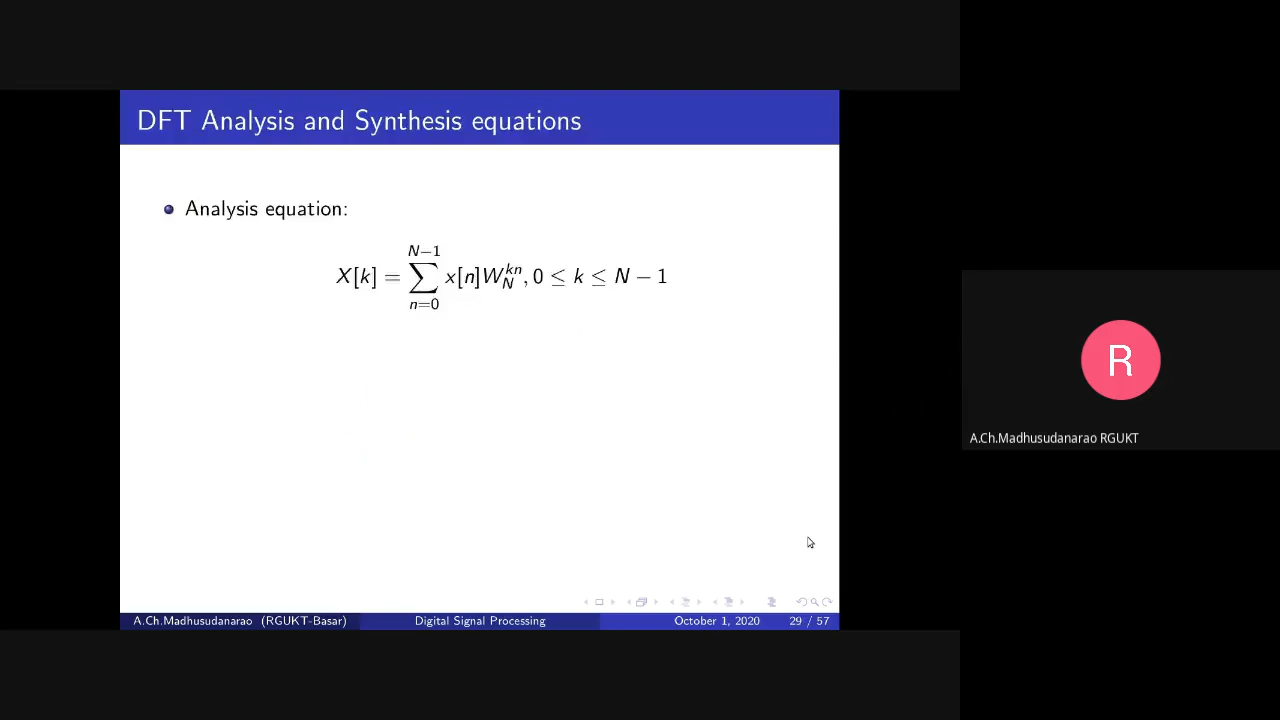 DFT Analysis and Synthesis equations
Analysis equation:
X[k] = \sum_{n=0}^{N-1} x[n]W_N^{kn}, 0 ≤ k ≤ N − 1
R
A.Ch.Madhusudanarao RGUKT
A.Ch.Madhusudanarao (RGUKT-Basar) Digital Signal Processing October 1, 2020 29 / 57